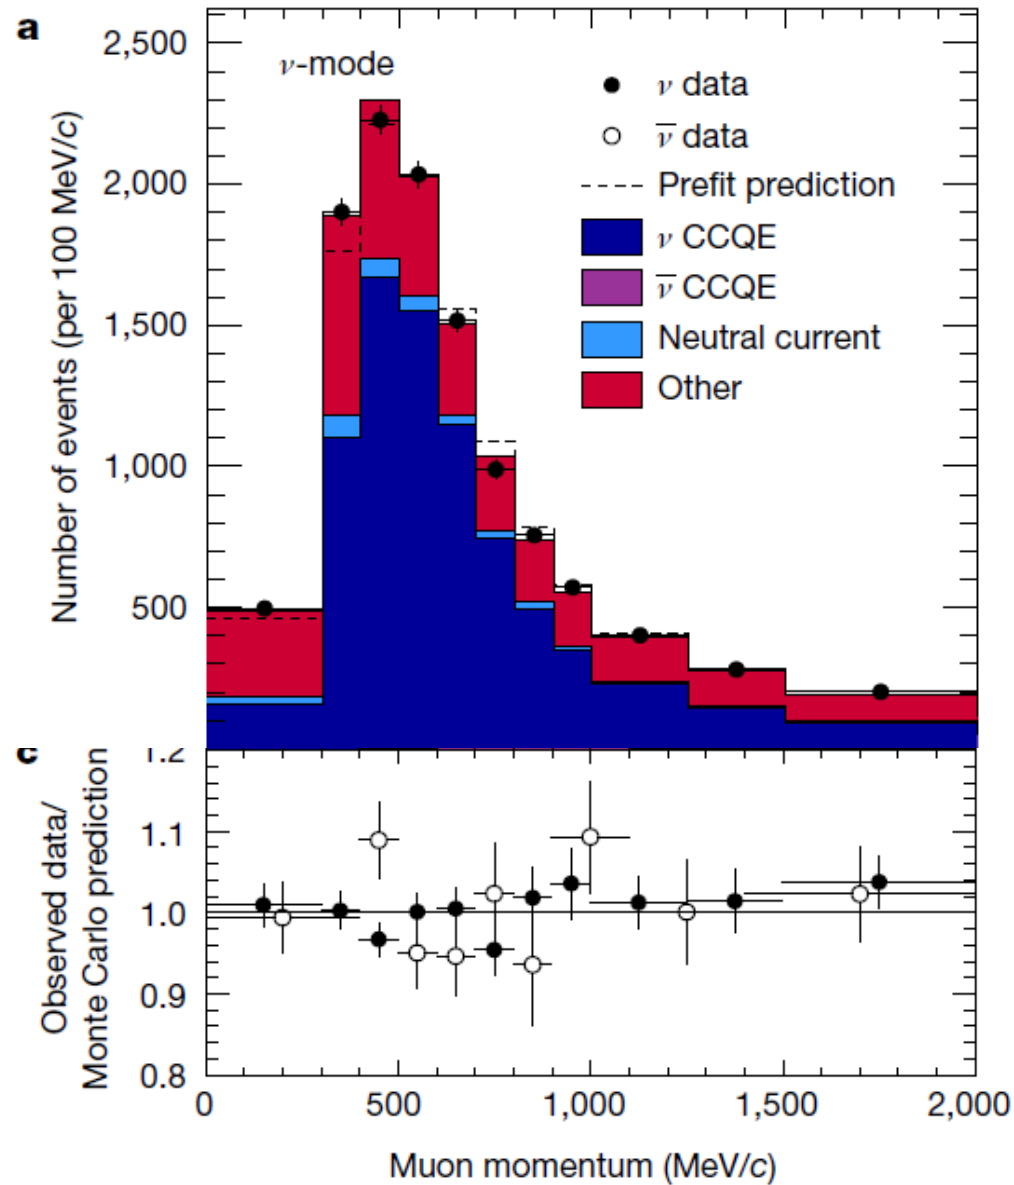 a
2,500
2,000
1,500
1,000
500
Number of events (per 100 MeV/c)
ν-mode
ν data
ν̅ data
Prefit prediction
ν CCQE
ν̅ CCQE
Neutral current
Other
c
1.2
1.1
1.0
0.9
0.8
Observed data/
Monte Carlo prediction
0 500 1,000 1,500 2,000
Muon momentum (MeV/c)